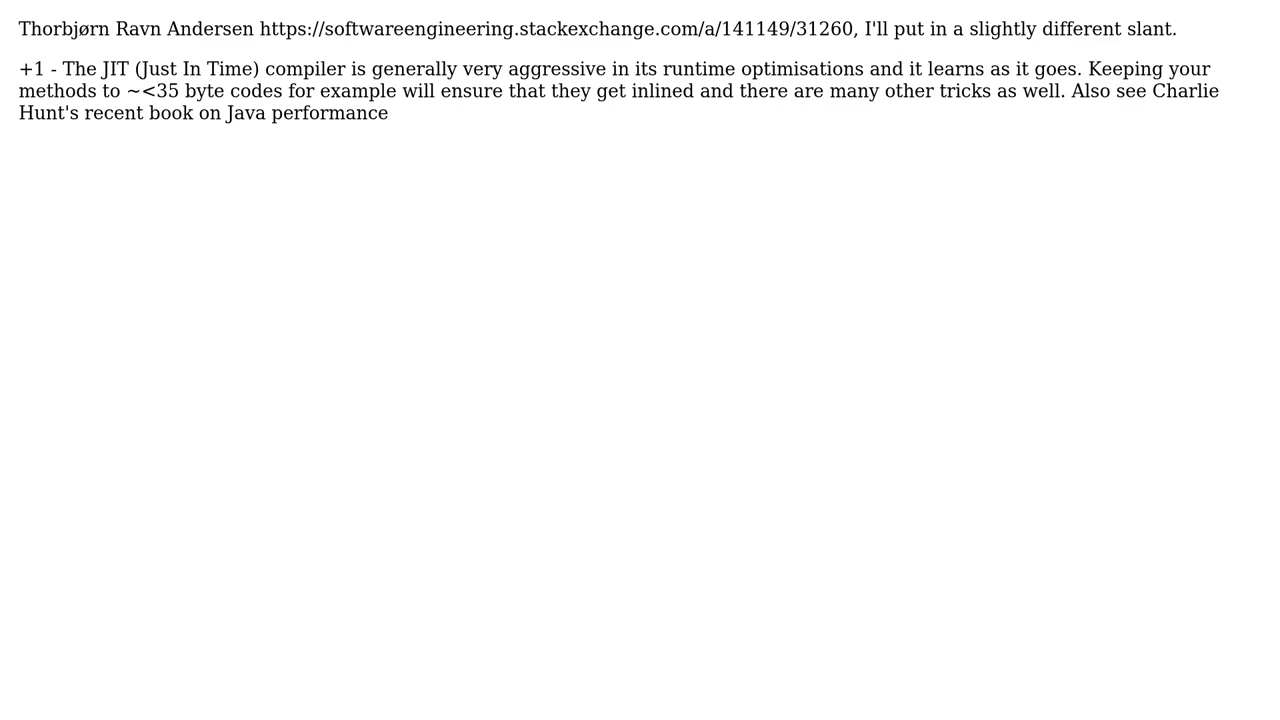 Thorbjørn Ravn Andersen https://softwareengineering.stackexchange.com/a/141149/31260, I'll put in a slightly different slant.
+1 - The JIT (Just In Time) compiler is generally very aggressive in its runtime optimisations and it learns as it goes. Keeping your
methods to ~<35 byte codes for example will ensure that they get inlined and there are many other tricks as well. Also see Charlie
Hunt's recent book on Java performance